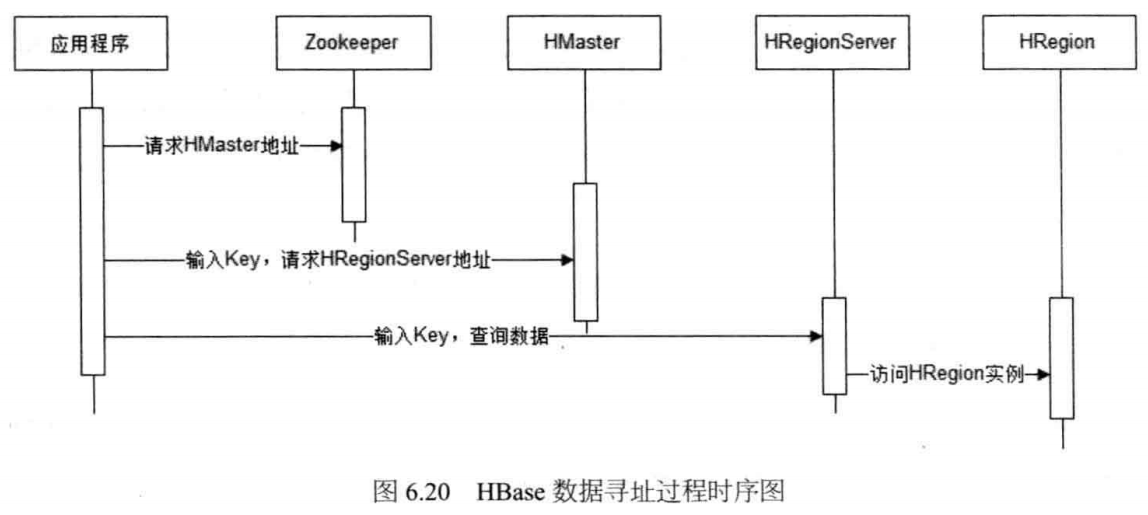 应用程序
Zookeeper
HMaster
HRegionServer
HRegion
请求HMaster地址
输入Key，请求HRegionServer地址
输入Key，查询数据
访问HRegion实例
图 6.20 HBase 数据寻址过程时序图